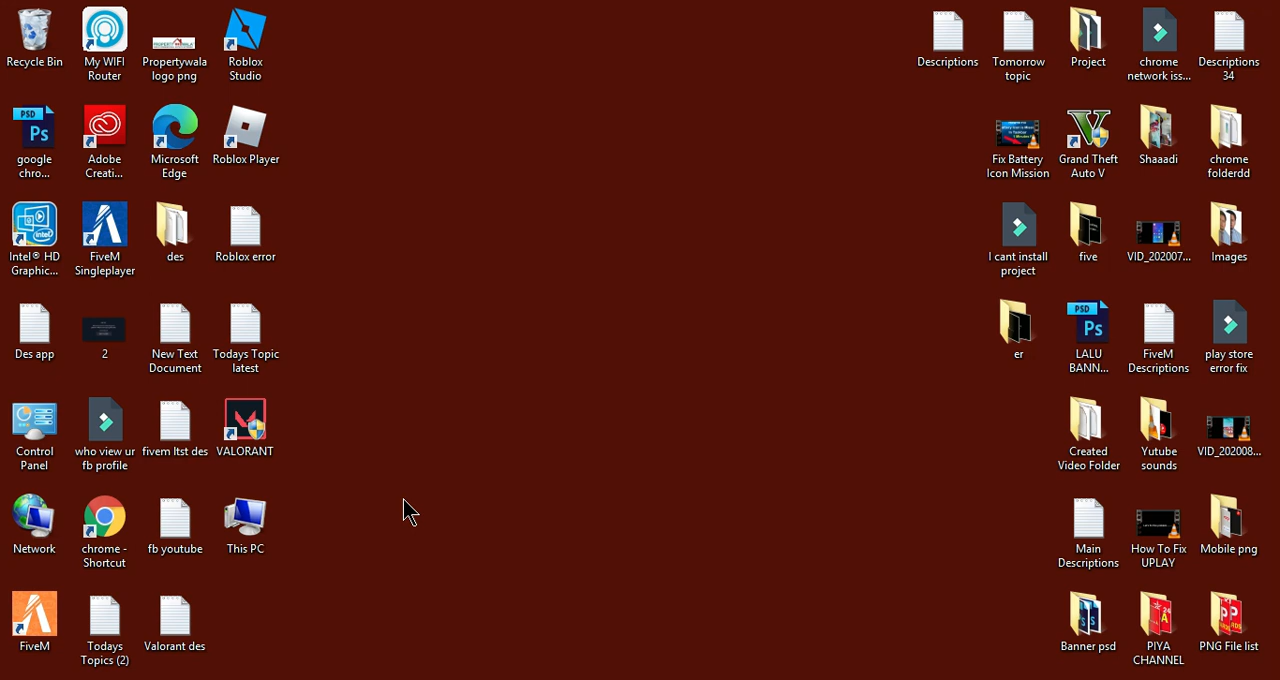 Recycle Bin
My WIFI
Router
Propertywala
logo png
Roblox
Studio
Descriptions
Tomorrow
topic
Project
chrome
network iss...
Descriptions
34
PSD
Ps
google
chro...
Adobe
Creati...
Microsoft
Edge
Roblox Player
Fix Battery
Icon Mission
Grand Theft
Auto V
Shaaadi
chrome
folderdd
intel
Intel® HD
Graphic...
FiveM
Singleplayer
des
Roblox error
I cant install
project
five
VID_202007...
Images
Des app
2
New Text
Document
Todays Topic
latest
er
PSD
Ps
LALU
BANN...
FiveM
Descriptions
play store
error fix
Control
Panel
who view ur
fb profile
fivem ltst des
VALORANT
Created
Video Folder
Yutube
sounds
VID_202008...
Network
chrome -
Shortcut
fb youtube
This PC
Main
Descriptions
How To Fix
UPLAY
Mobile png
FiveM
Todays
Topics (2)
Valorant des
Banner psd
PIYA
CHANNEL
PNG File list